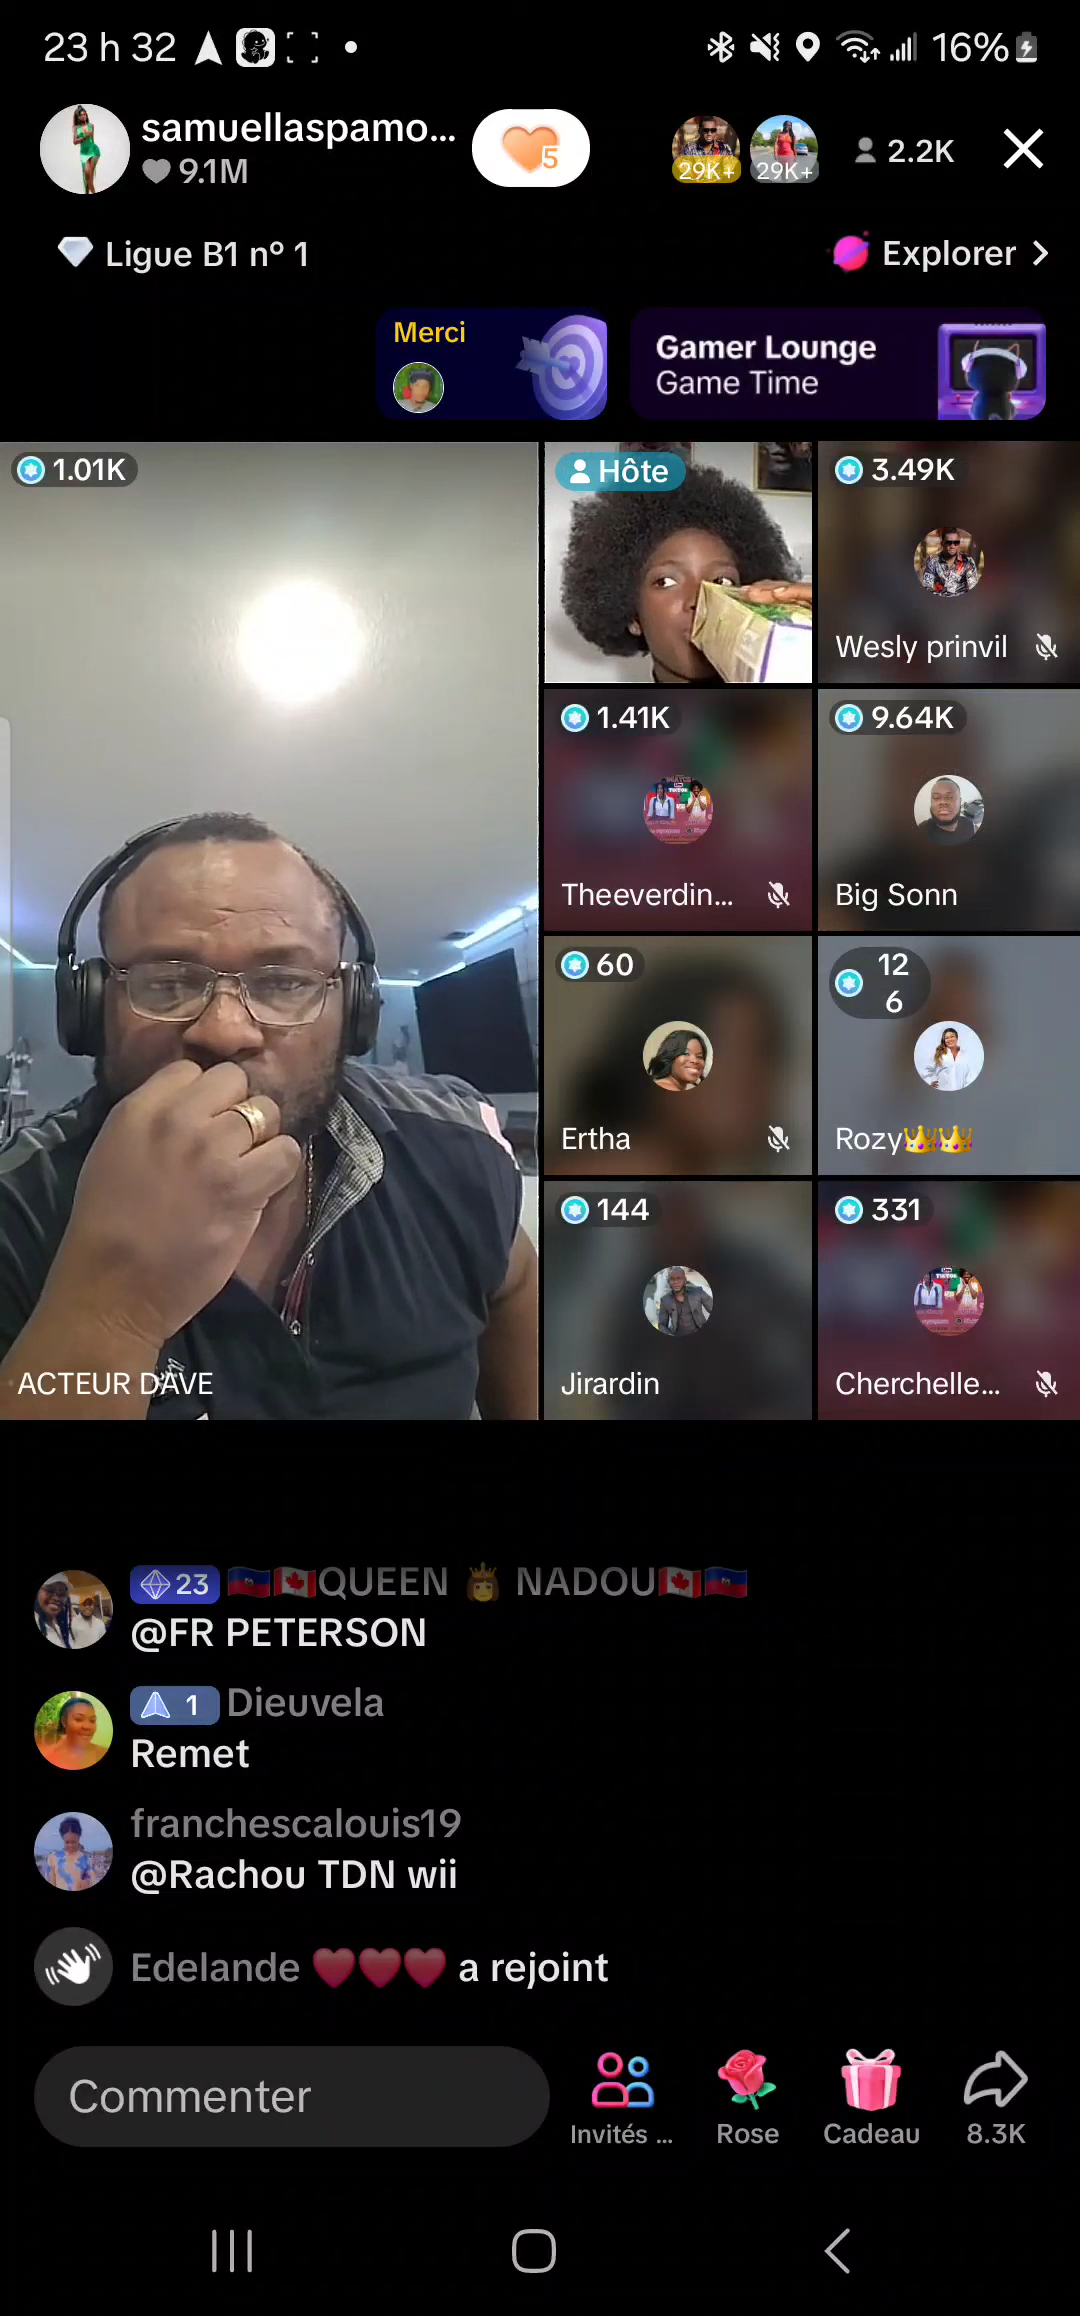 23 h 32
16%
samuellaspamo...
9.1M
5
29K+
29K+
2.2K
Ligue B1 nº 1
Explorer
Merci
Gamer Lounge
Game Time
1.01K
ACTEUR DAVE
Hôte
3.49K
Wesly prinvil
1.41K
Theeverdin...
9.64K
Big Sonn
60
Ertha
12
6
Rozy👑👑
144
Jirardin
331
Cherchelle...
23 🇭🇹🇨🇦QUEEN 👸 NADOU🇨🇦🇭🇹
@FR PETERSON
1 Dieuvela
Remet
franchescalouis19
@Rachou TDN wii
Edelande ❤️❤️❤️ a rejoint
Commenter
Invités ...
Rose
Cadeau
8.3K